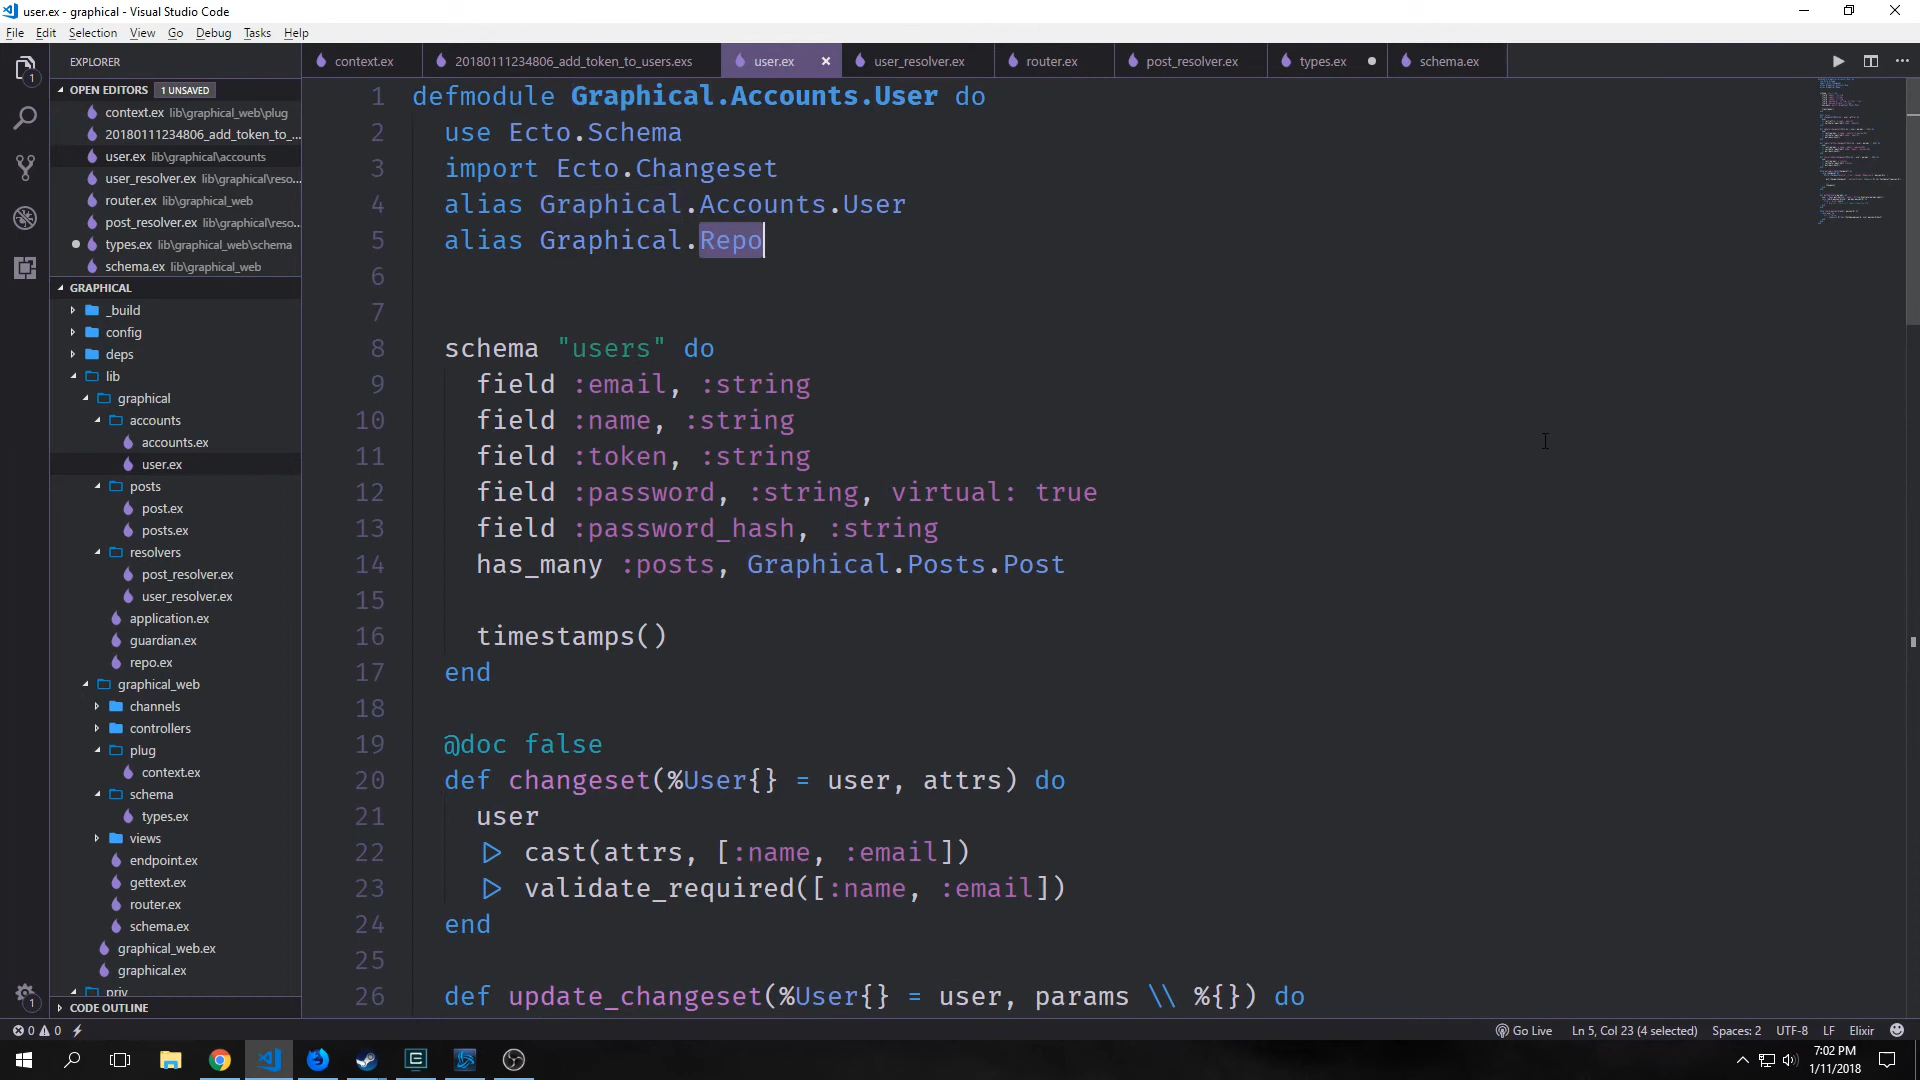 user.ex - graphical - Visual Studio Code
File Edit Selection View Go Debug Tasks Help
EXPLORER
OPEN EDITORS 1 UNSAVED
context.ex lib\graphical_web\plug
20180111234806_add_token_to_...
user.ex lib\graphical\accounts
user_resolver.ex lib\graphical\reso...
router.ex lib\graphical_web
post_resolver.ex lib\graphical\reso...
types.ex lib\graphical_web\schema
schema.ex lib\graphical_web
GRAPHICAL
_build
config
deps
lib
graphical
accounts
accounts.ex
user.ex
posts
post.ex
posts.ex
resolvers
post_resolver.ex
user_resolver.ex
application.ex
guardian.ex
repo.ex
graphical_web
channels
controllers
plug
context.ex
schema
types.ex
views
endpoint.ex
gettext.ex
router.ex
schema.ex
graphical_web.ex
graphical.ex
priv
CODE OUTLINE
1
1
context.ex 20180111234806_add_token_to_users.exs user.ex user_resolver.ex router.ex post_resolver.ex types.ex schema.ex
1 defmodule Graphical.Accounts.User do
2 use Ecto.Schema
3 import Ecto.Changeset
4 alias Graphical.Accounts.User
5 alias Graphical.Repo
6
7
8 schema "users" do
9 field :email, :string
10 field :name, :string
11 field :token, :string
12 field :password, :string, virtual: true
13 field :password_hash, :string
14 has_many :posts, Graphical.Posts.Post
15
16 timestamps()
17 end
18
19 @doc false
20 def changeset(%User{} = user, attrs) do
21 user
22 |> cast(attrs, [:name, :email])
23 |> validate_required([:name, :email])
24 end
25
26 def update_changeset(%User{} = user, params \\ %{}) do
0 0 Go Live Ln 5, Col 23 (4 selected) Spaces: 2 UTF-8 LF Elixir
7:02 PM
1/11/2018